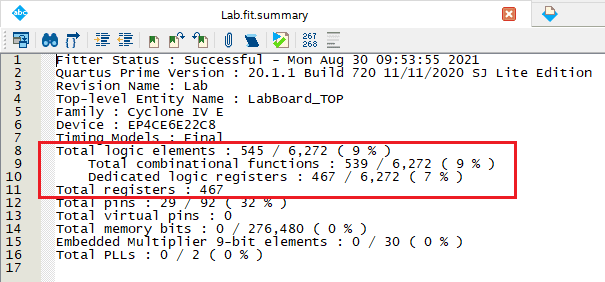 abc
Lab.fit.summary
267
268
1 Fitter Status : Successful - Mon Aug 30 09:53:55 2021
2 Quartus Prime Version : 20.1.1 Build 720 11/11/2020 SJ Lite Edition
3 Revision Name : Lab
4 Top-level Entity Name : LabBoard_TOP
5 Family : Cyclone IV E
6 Device : EP4CE6E22C8
7 Timing Models : Final
8 Total logic elements : 545 / 6,272 ( 9 % )
9 Total combinational functions : 539 / 6,272 ( 9 % )
10 Dedicated logic registers : 467 / 6,272 ( 7 % )
11 Total registers : 467
12 Total pins : 29 / 92 ( 32 % )
13 Total virtual pins : 0
14 Total memory bits : 0 / 276,480 ( 0 % )
15 Embedded Multiplier 9-bit elements : 0 / 30 ( 0 % )
16 Total PLLs : 0 / 2 ( 0 % )
17